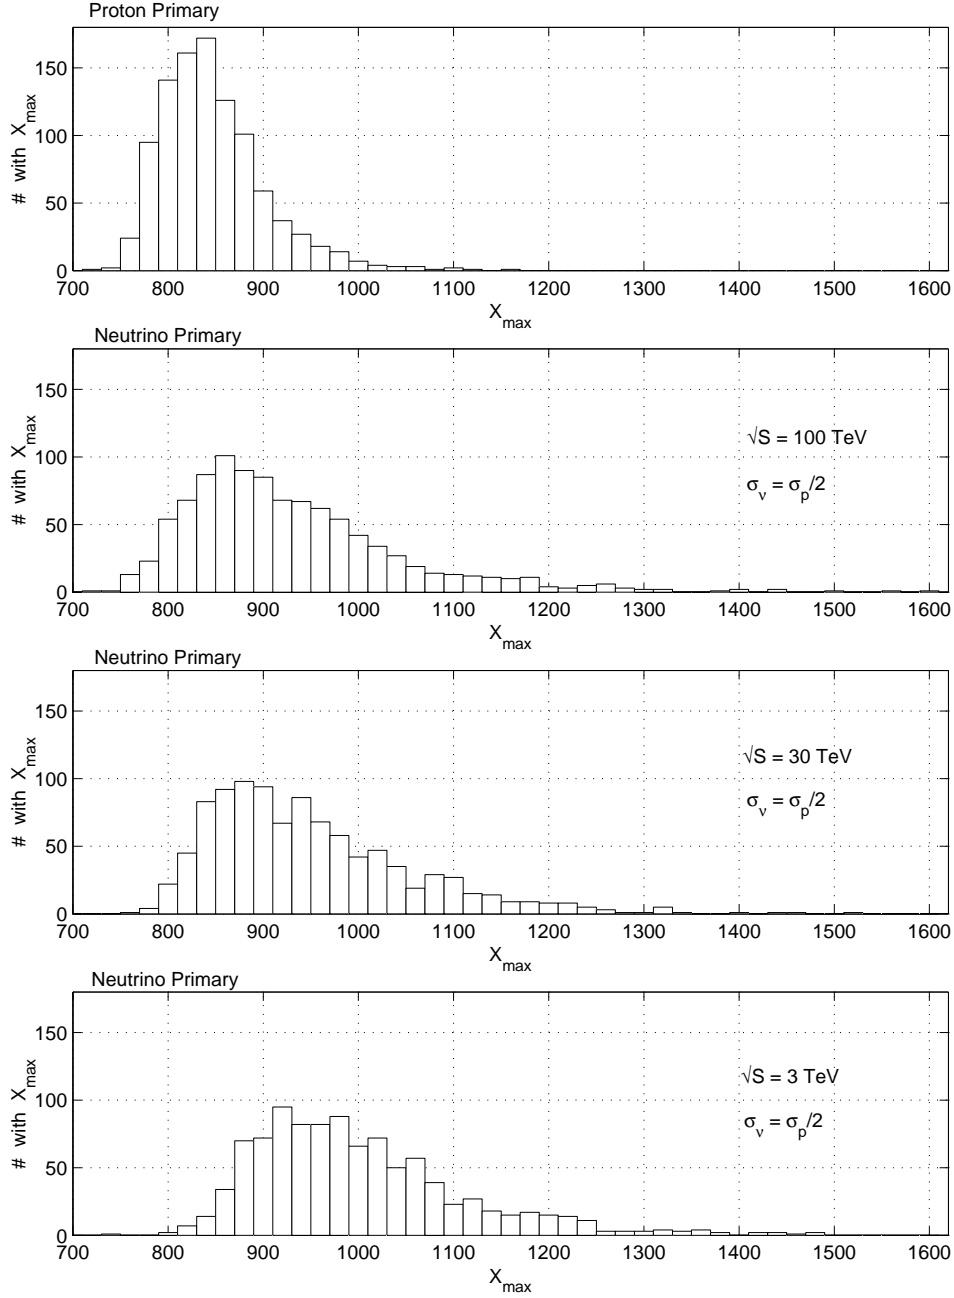 Proton Primary
# with X_max
150
100
50
0
700 800 900 1000 1100 1200 1300 1400 1500 1600
X_max
Neutrino Primary
# with X_max
150
100
50
0
√S = 100 TeV
σ_ν = σ_p/2
700 800 900 1000 1100 1200 1300 1400 1500 1600
X_max
Neutrino Primary
# with X_max
150
100
50
0
√S = 30 TeV
σ_ν = σ_p/2
700 800 900 1000 1100 1200 1300 1400 1500 1600
X_max
Neutrino Primary
# with X_max
150
100
50
0
√S = 3 TeV
σ_ν = σ_p/2
700 800 900 1000 1100 1200 1300 1400 1500 1600
X_max